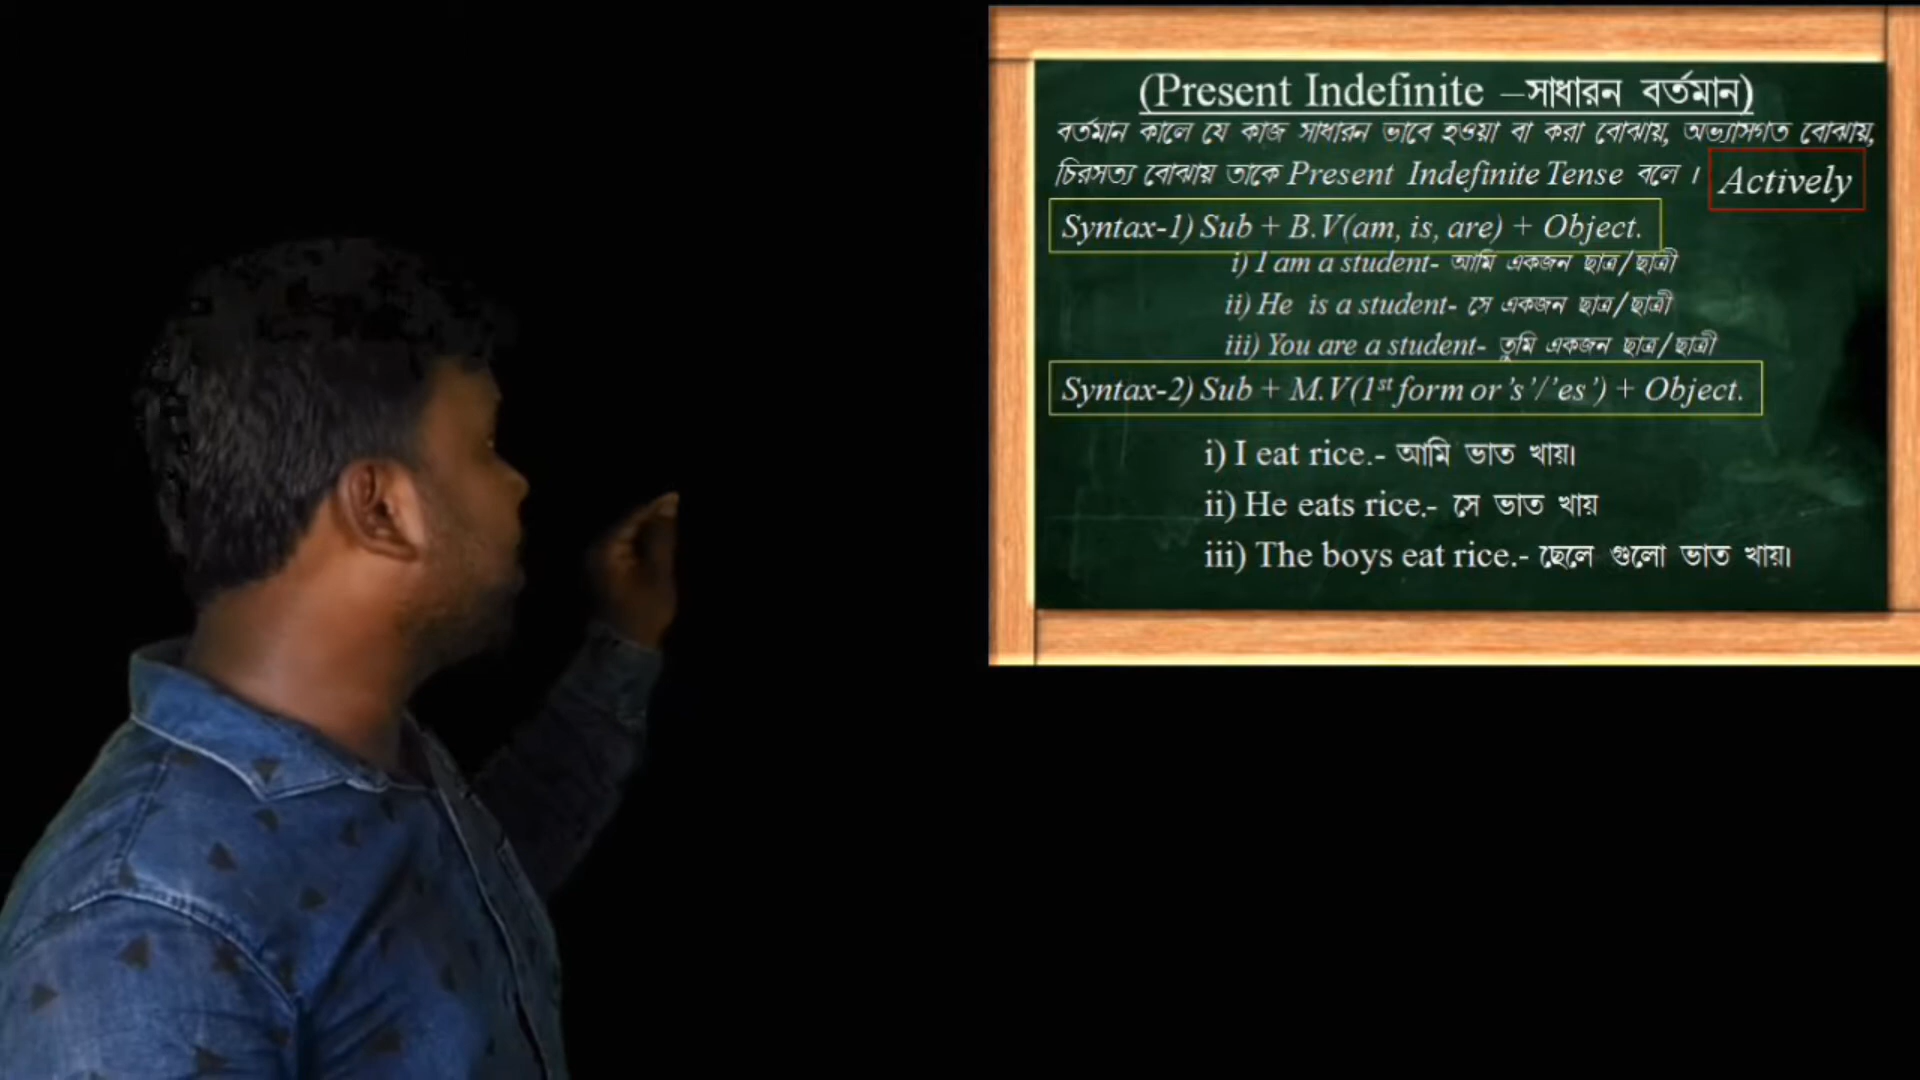 (Present Indefinite –সাধারন বর্তমান)
বর্তমান কালে যে কাজ সাধারন ভাবে হওয়া বা করা বোঝায়, অভ্যাসগত বোঝায়,
চিরসত্য বোঝায় তাকে Present Indefinite Tense বলে । Actively
Syntax-1) Sub + B.V(am, is, are) + Object.
i) I am a student- আমি একজন ছাত্র/ছাত্রী
ii) He is a student- সে একজন ছাত্র/ছাত্রী
iii) You are a student- তুমি একজন ছাত্র/ছাত্রী
Syntax-2) Sub + M.V(1st form or 's'/'es') + Object.
i) I eat rice.- আমি ভাত খায়।
ii) He eats rice.- সে ভাত খায়
iii) The boys eat rice.- ছেলে গুলো ভাত খায়।